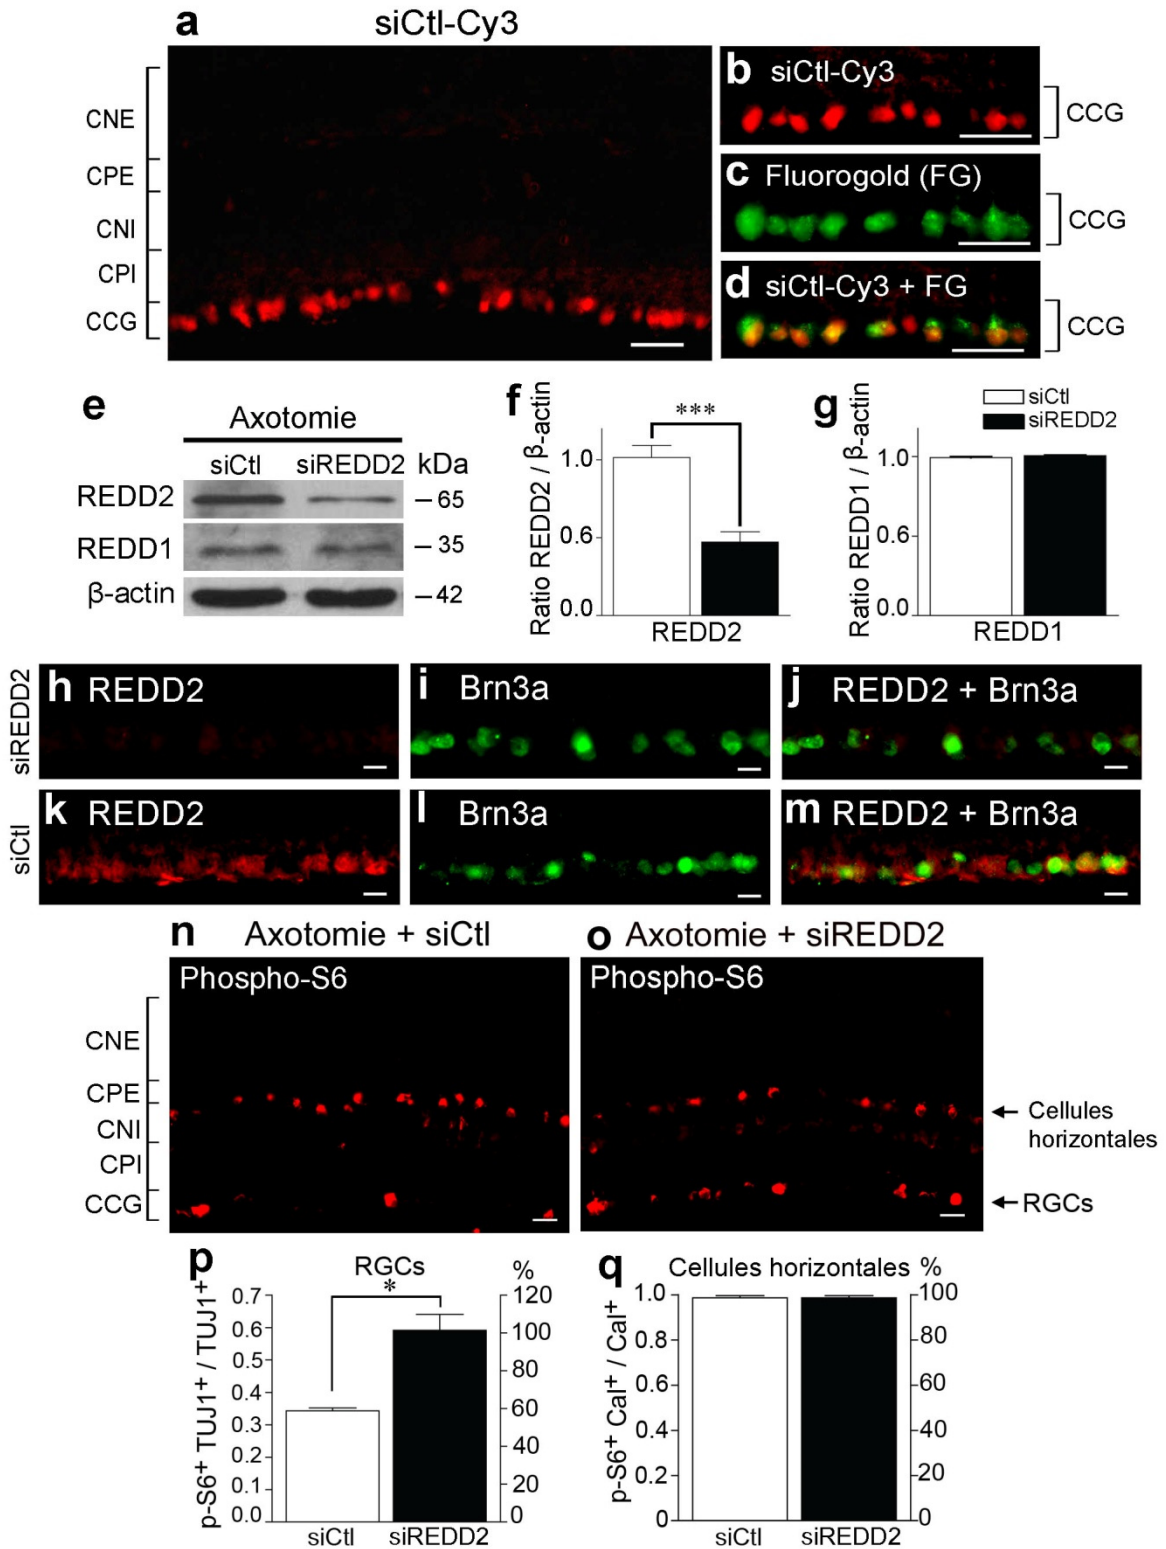 a siCtl-Cy3
CNE
CPE
CNI
CPI
CCG
b siCtl-Cy3
CCG
c Fluorogold (FG)
CCG
d siCtl-Cy3 + FG
CCG
e
Axotomie
siCtl siREDD2 kDa
REDD2 – 65
REDD1 – 35
β-actin – 42
f
Ratio REDD2 / β-actin
1.0
0.6
0.0
***
REDD2
g
siCtl
siREDD2
Ratio REDD1 / β-actin
1.0
0.6
0.0
REDD1
siREDD2
h REDD2
i Brn3a
j REDD2 + Brn3a
siCtl
k REDD2
l Brn3a
m REDD2 + Brn3a
n Axotomie + siCtl
Phospho-S6
CNE
CPE
CNI
CPI
CCG
o Axotomie + siREDD2
Phospho-S6
Cellules
horizontales
RGCs
p
RGCs
%
*
p-S6+ TUJ1+ / TUJ1+
0.7
0.6
0.5
0.4
0.3
0.2
0.1
0.0
120
100
80
60
40
20
0
siCtl siREDD2
q
Cellules horizontales %
p-S6+ Cal+ / Cal+
1.0
0.8
0.6
0.4
0.2
0
100
80
60
40
20
0
siCtl siREDD2